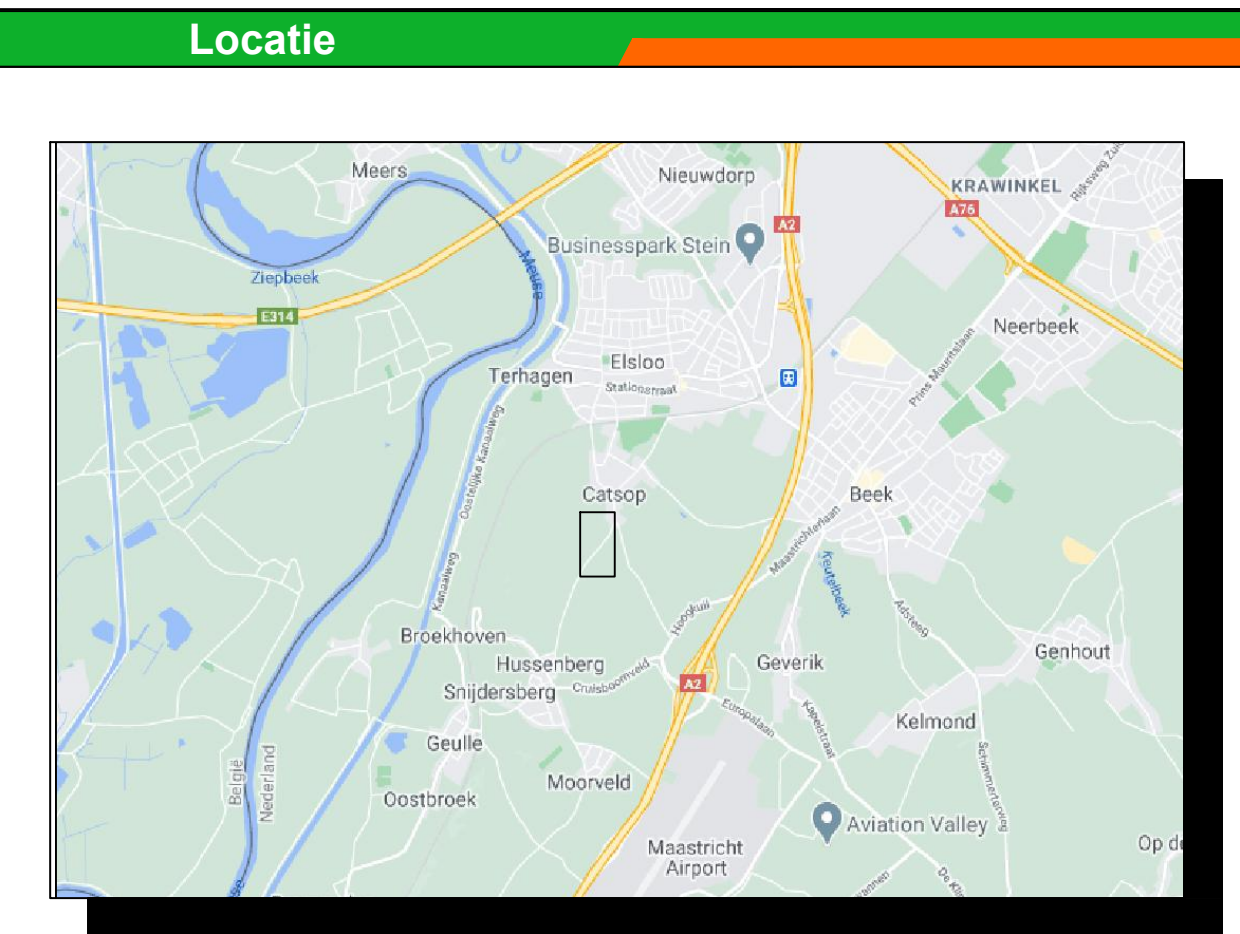 Locatie
Meers
Nieuwdorp
KRAWINKEL
A76
A2
Businesspark Stein
Meuse
Ziepbeek
E314
Neerbeek
Prins Mauritslaan
Elsloo
Terhagen
Stationsstraat
Oostelijke Kanaalweg
Catsop
Beek
Maastrichterlaan
Keutelbeek
Kanaalweg
Adsteeg
Hoogkuil
Broekhoven
Genhout
Hussenberg
Geverik
Cruisboomveld
A2
Snijdersberg
Europalaan
Kapelstraat
Kelmond
Geulle
Schimmerterweg
België
Nederland
Moorveld
Oostbroek
Aviation Valley
Maastricht
Airport